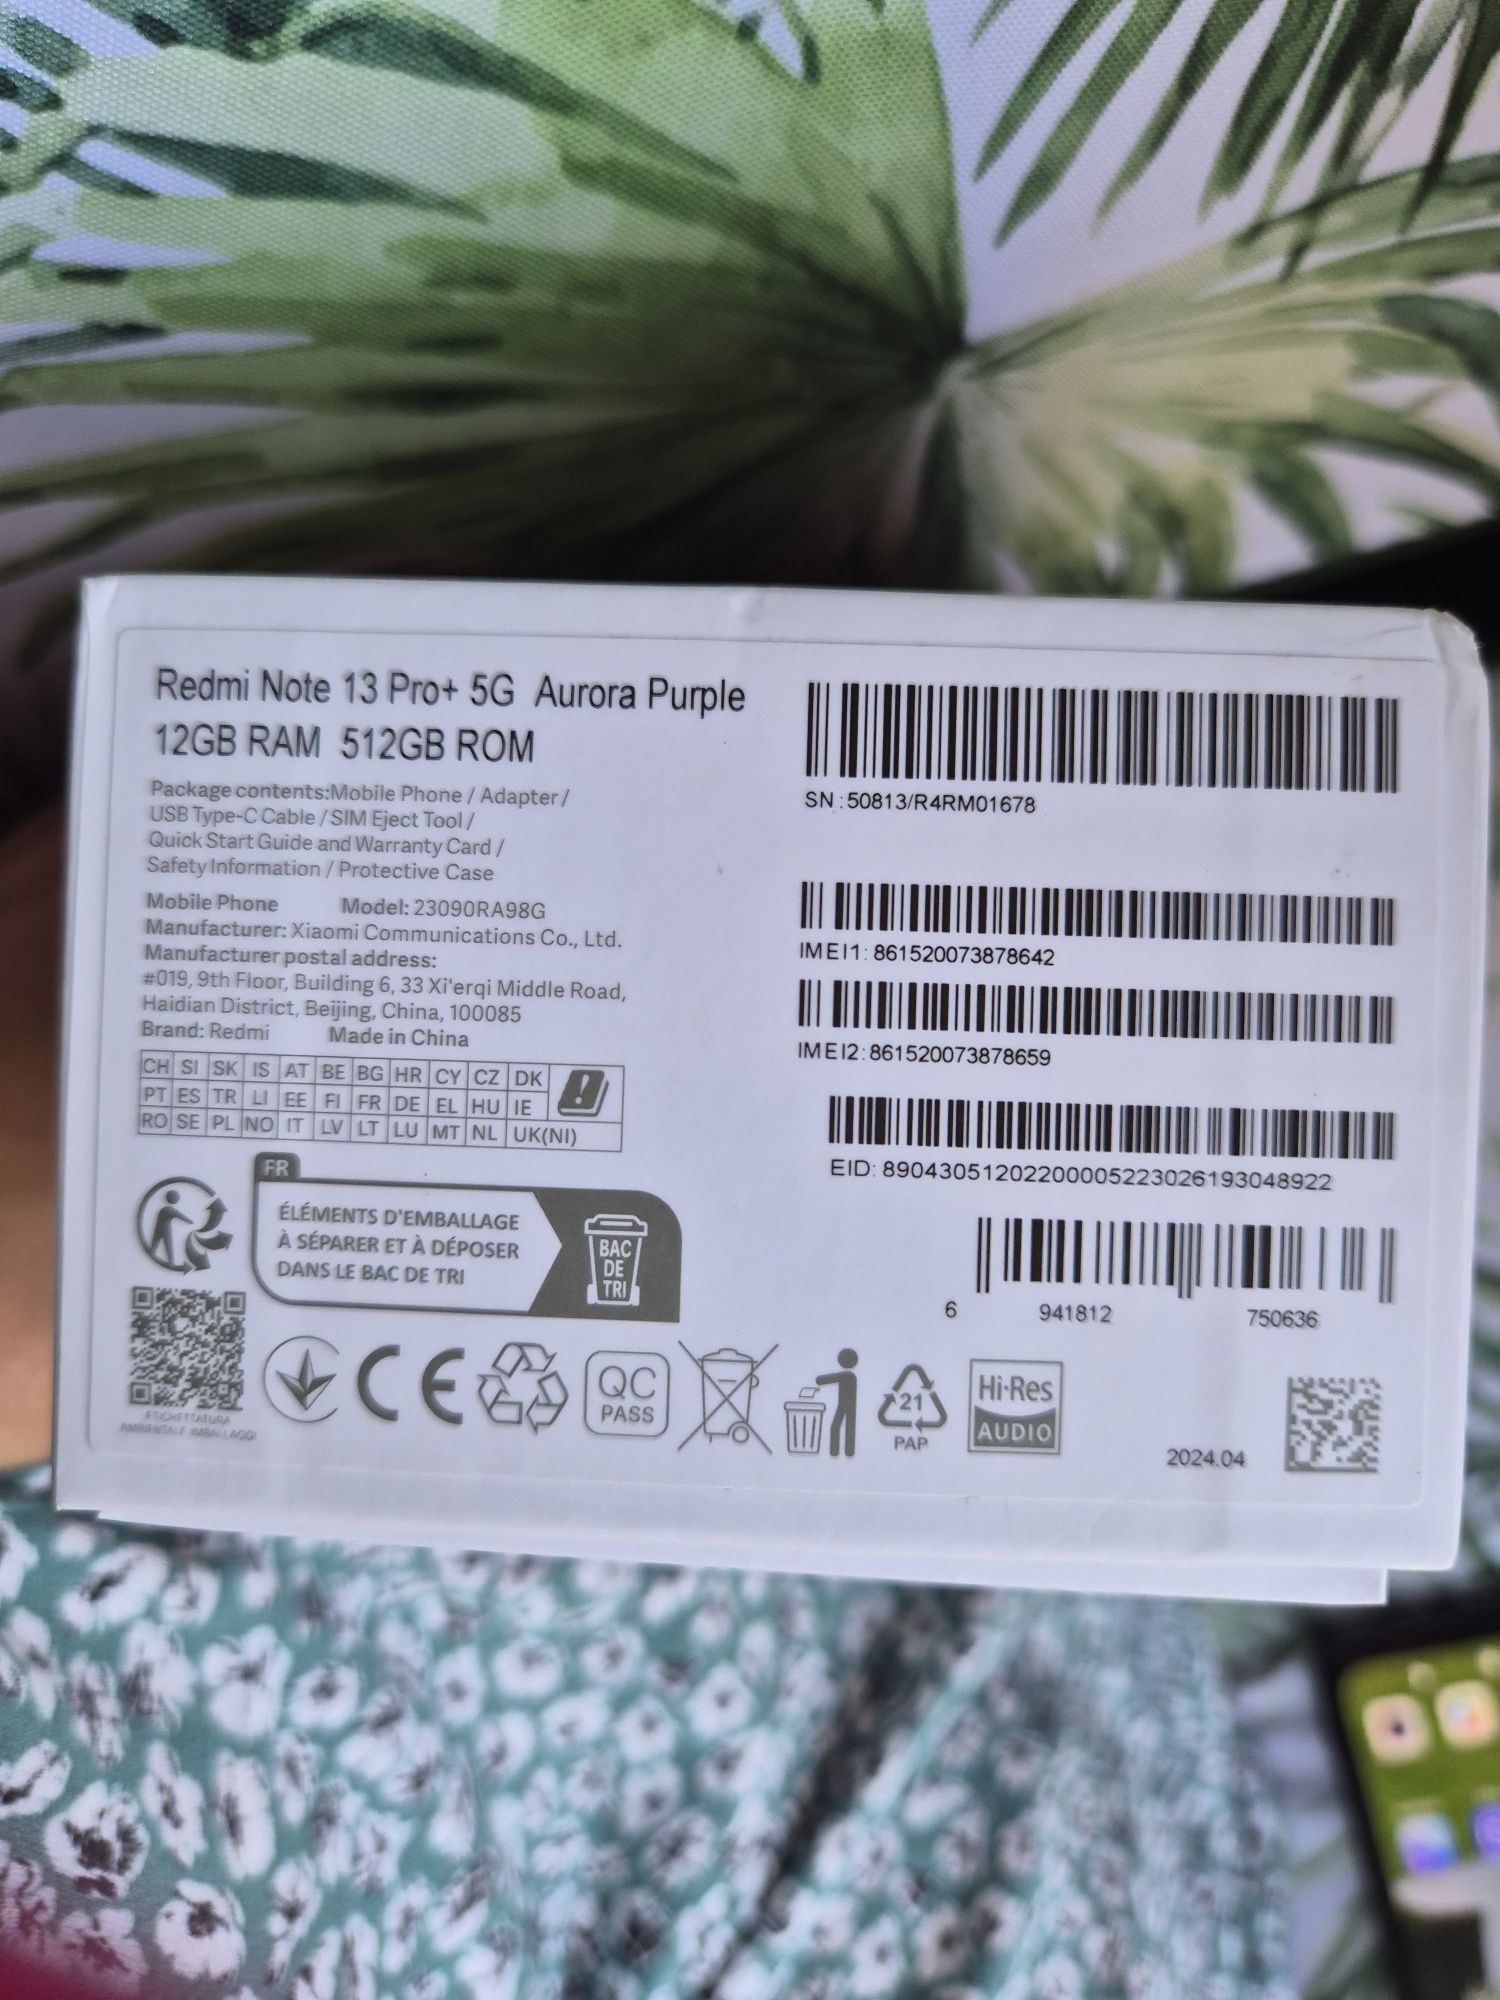 Redmi Note 13 Pro+ 5G Aurora Purple
12GB RAM 512GB ROM
Package contents:Mobile Phone / Adapter /
USB Type-C Cable / SIM Eject Tool /
Quick Start Guide and Warranty Card /
Safety Information / Protective Case
Mobile Phone Model: 23090RA98G
Manufacturer: Xiaomi Communications Co., Ltd.
Manufacturer postal address:
#019, 9th Floor, Building 6, 33 Xi'erqi Middle Road,
Haidian District, Beijing, China, 100085
Brand: Redmi Made in China
CH SI SK IS AT BE BG HR CY CZ DK
PT ES TR LI EE FI FR DE EL HU IE
RO SE PL NO IT LV LT LU MT NL UK(NI)
FR
ÉLÉMENTS D'EMBALLAGE
À SÉPARER ET À DÉPOSER
DANS LE BAC DE TRI
BAC
DE
TRI
ETICHETTATURA
AMBIENTALE IMBALLAGGI
CE
QC
PASS
21
PAP
Hi-Res
AUDIO
SN:50813/R4RM01678
IMEI1:861520073878642
IMEI2:861520073878659
EID: 89043051202200005223026193048922
6 941812 750636
2024.04